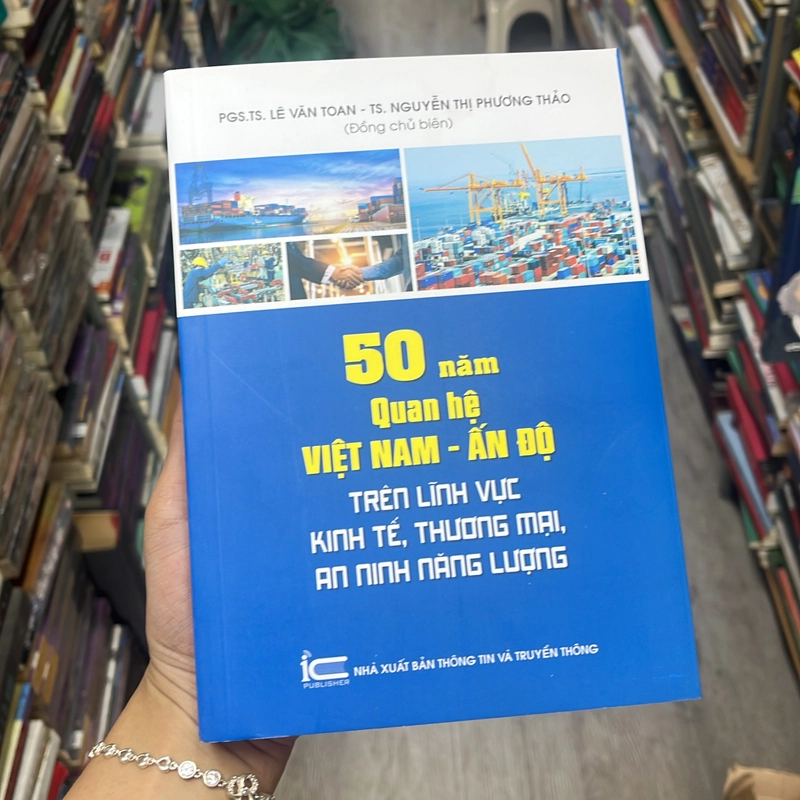 PGS.TS. LÊ VĂN TOAN - TS. NGUYỄN THỊ PHƯƠNG THẢO
(Đồng chủ biên)
50 năm
Quan hệ
VIỆT NAM - ẤN ĐỘ
TRÊN LĨNH VỰC
KINH TẾ, THƯƠNG MẠI,
AN NINH NĂNG LƯỢNG
ic PUBLISHER NHÀ XUẤT BẢN THÔNG TIN VÀ TRUYỀN THÔNG